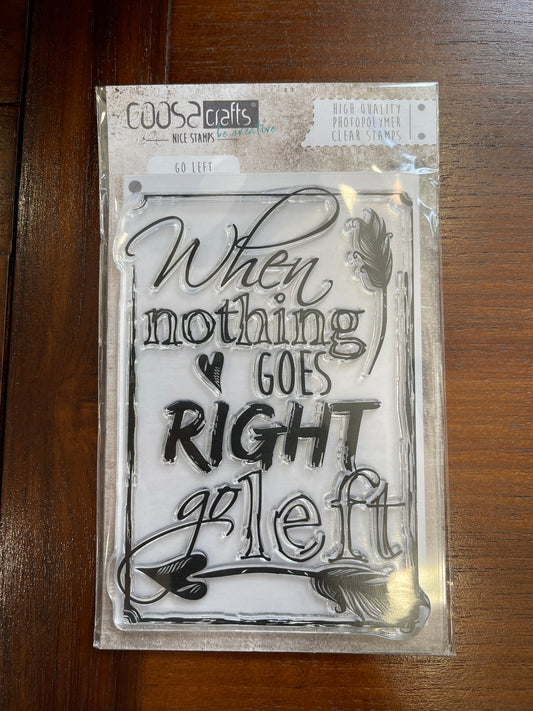 COOSA crafts®
NICE STAMPS be creative
HIGH QUALITY
PHOTOPOLYMER
CLEAR STAMPS
GO LEFT
When
nothing
GOES
RIGHT
go left